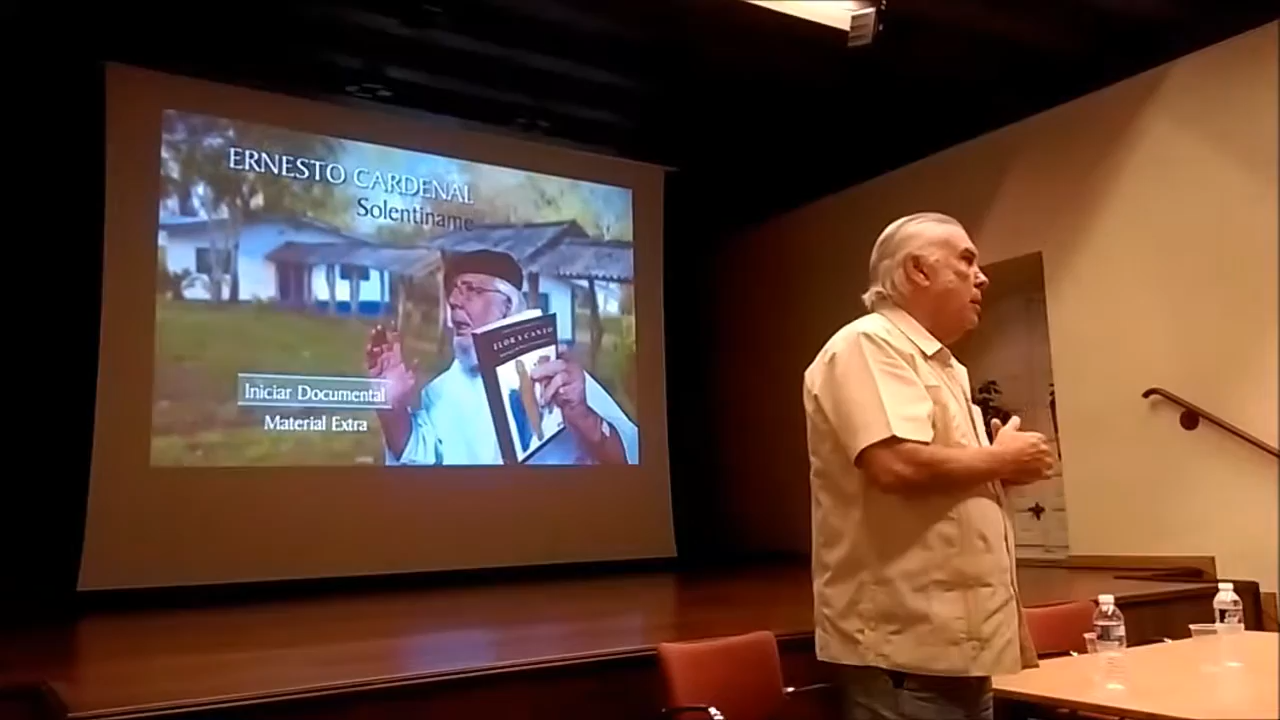 ERNESTO CARDENAL
Solentiname
FLOR Y CANTO
Iniciar Documental
Material Extra